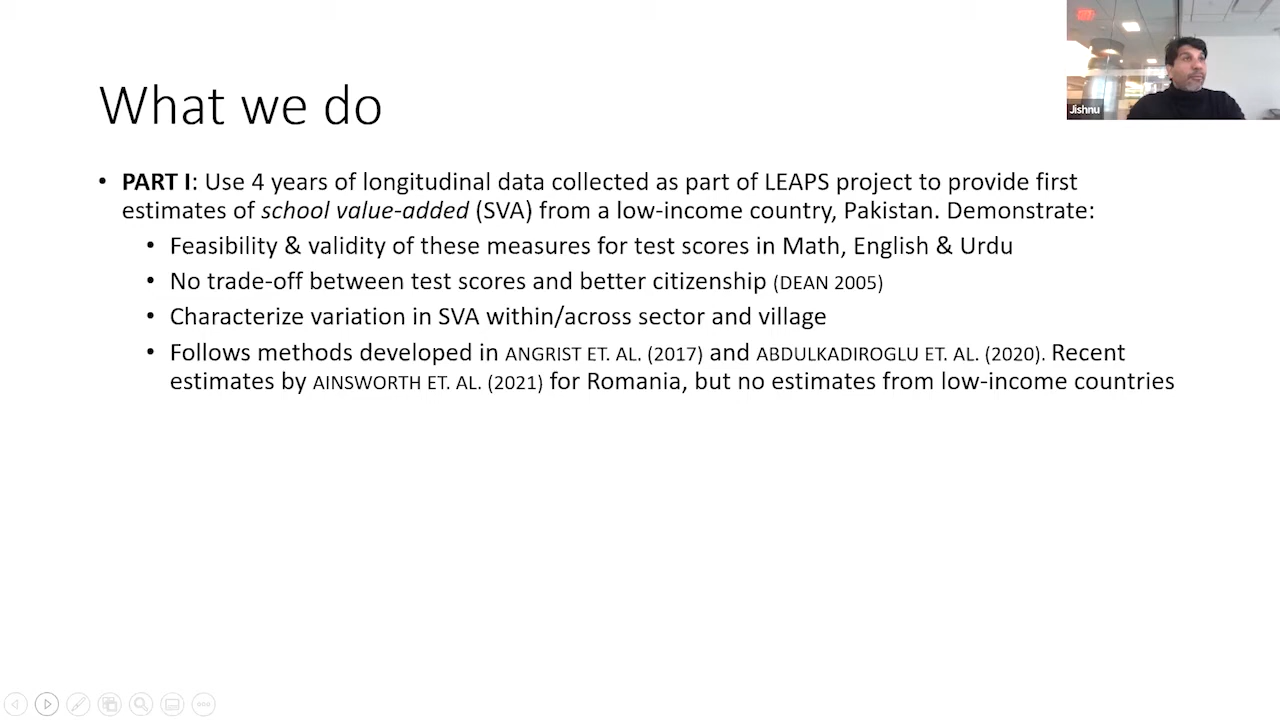 Jishnu
What we do
• PART I: Use 4 years of longitudinal data collected as part of LEAPS project to provide first
estimates of school value-added (SVA) from a low-income country, Pakistan. Demonstrate:
• Feasibility & validity of these measures for test scores in Math, English & Urdu
• No trade-off between test scores and better citizenship (DEAN 2005)
• Characterize variation in SVA within/across sector and village
• Follows methods developed in ANGRIST ET. AL. (2017) and ABDULKADIROGLU ET. AL. (2020). Recent
estimates by AINSWORTH ET. AL. (2021) for Romania, but no estimates from low-income countries